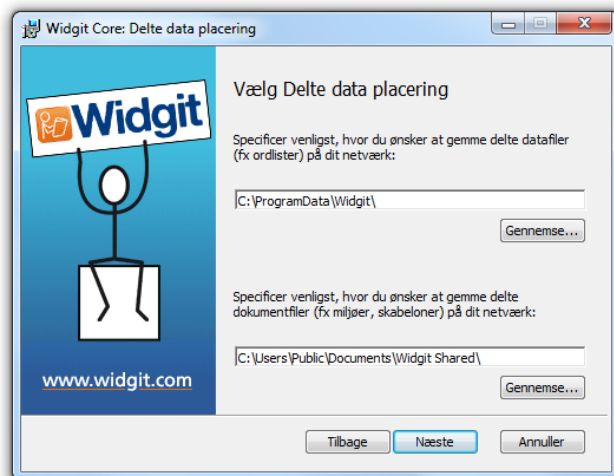 Widgit Core: Delte data placering
Widgit
Vælg Delte data placering
Specificer venligst, hvor du ønsker at gemme delte datafiler
(fx ordlister) på dit netværk:
C:\ProgramData\Widgit\
Gennemse...
Specificer venligst, hvor du ønsker at gemme delte
dokumentfiler (fx miljøer, skabeloner) på dit netværk:
C:\Users\Public\Documents\Widgit Shared\
Gennemse...
www.widgit.com
Tilbage Næste Annuller